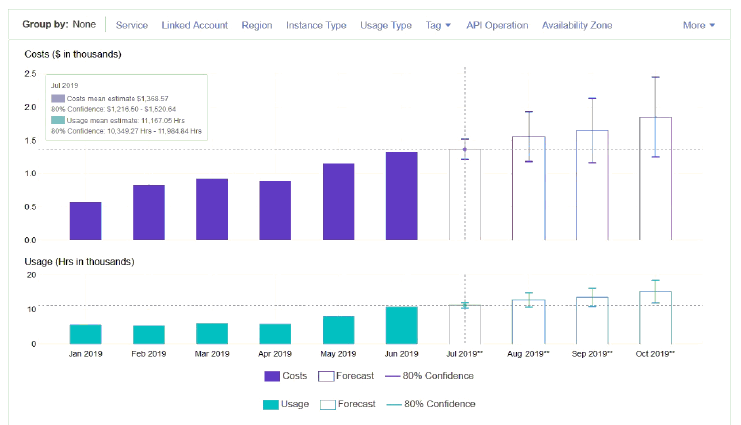 Group by: None Service Linked Account Region Instance Type Usage Type Tag API Operation Availability Zone More
Costs ($ in thousands)
2.5
Jul 2019
Costs mean estimate $1,368.57
80% Confidence: $1,216.50 - $1,520.64
Usage mean estimate: 11,167.05 Hrs
80% Confidence: 10,349.27 Hrs - 11,984.84 Hrs
2.0
1.5
1.0
0.5
0.0
Usage (Hrs in thousands)
20
10
0
Jan 2019 Feb 2019 Mar 2019 Apr 2019 May 2019 Jun 2019 Jul 2019** Aug 2019** Sep 2019** Oct 2019**
Costs Forecast 80% Confidence
Usage Forecast 80% Confidence